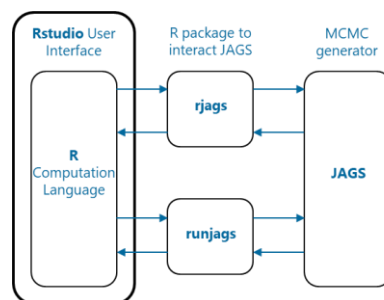 Rstudio User
Interface
R package to
interact JAGS
MCMC
generator
R
Computation
Language
rjags
runjags
JAGS